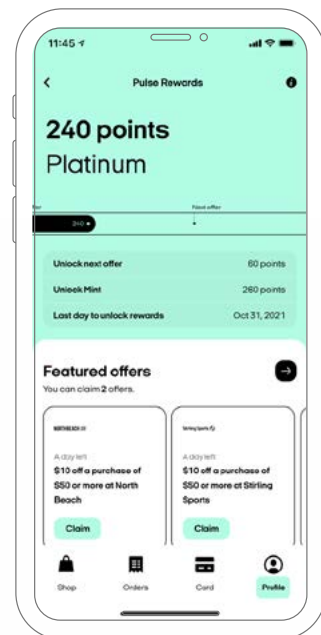 11:45
Pulse Rewards
240 points
Platinum
Next offer
240
Unlock next offer 60 points
Unlock Mint 260 points
Last day to unlock rewards Oct 31, 2021
Featured offers
You can claim 2 offers.
NORTHBEACH
Stirling Sports
A day left
A day left
$10 off a purchase of
$50 or more at North
Beach
$10 off a purchase of
$50 or more at Stirling
Sports
Claim
Claim
Shop
Orders
Card
Profile